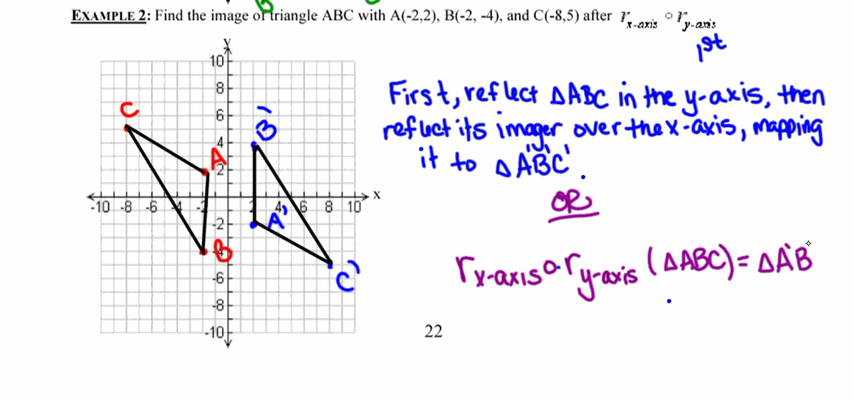 EXAMPLE 2: Find the image of triangle ABC with A(-2,2), B(-2, -4), and C(-8,5) after r x-axis ∘ r y-axis
1st
y
10
8
6
4
2
-10 -8 -6 -4 -2 2 4 6 8 10 x
-2
-4
-6
-8
-10
C
A
B
B'
A'
C'
First, reflect ΔABC in the y-axis, then
reflect its imager over the x-axis, mapping
it to ΔA'B'C'.
OR
r x-axis ∘ r y-axis (ΔABC) = ΔA'B
22